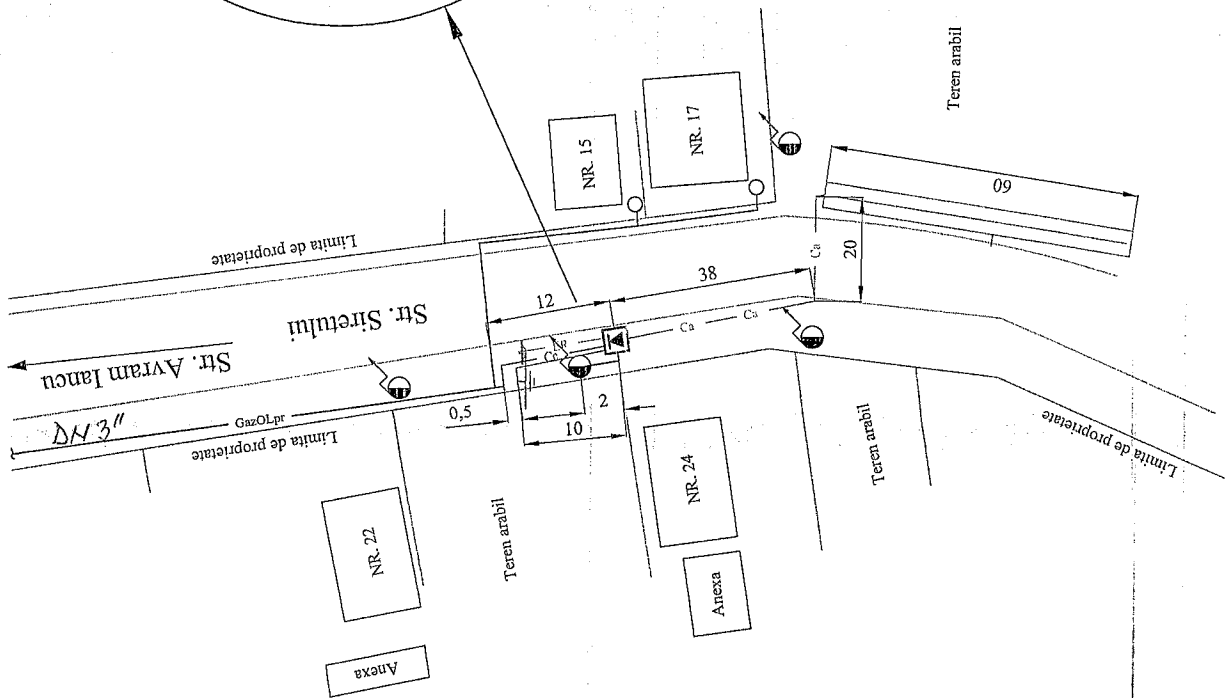 Teren arabil
NR. 15
NR. 17
60
Limita de proprietate
Ca
20
12
38
Str. Siretului
Str. Avram Iancu
Ca
Ca
DN 3"
GazOLpr
Limita de proprietate
0,5
2
10
Limita de proprietate
Teren arabil
NR. 24
NR. 22
Teren arabil
Anexa
Anexa